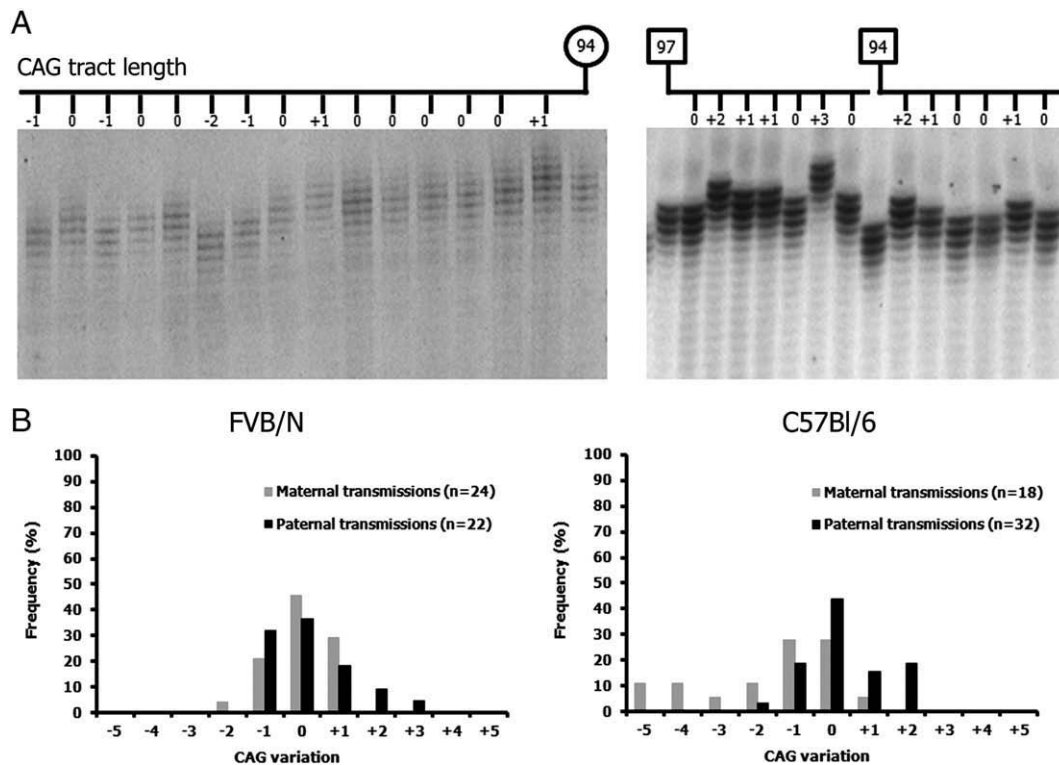 A
CAG tract length
94
97
94
-1 0 -1 0 0 -2 -1 0 +1 0 0 0 0 0 +1
0 +2 +1 +1 0 +3 0
+2 +1 0 0 +1 0
B
FVB/N
100
90
80
70
60
50
40
30
20
10
0
Frequency (%)
Maternal transmissions (n=24)
Paternal transmissions (n=22)
-5 -4 -3 -2 -1 0 +1 +2 +3 +4 +5
CAG variation
C57Bl/6
100
90
80
70
60
50
40
30
20
10
0
Frequency (%)
Maternal transmissions (n=18)
Paternal transmissions (n=32)
-5 -4 -3 -2 -1 0 +1 +2 +3 +4 +5
CAG variation